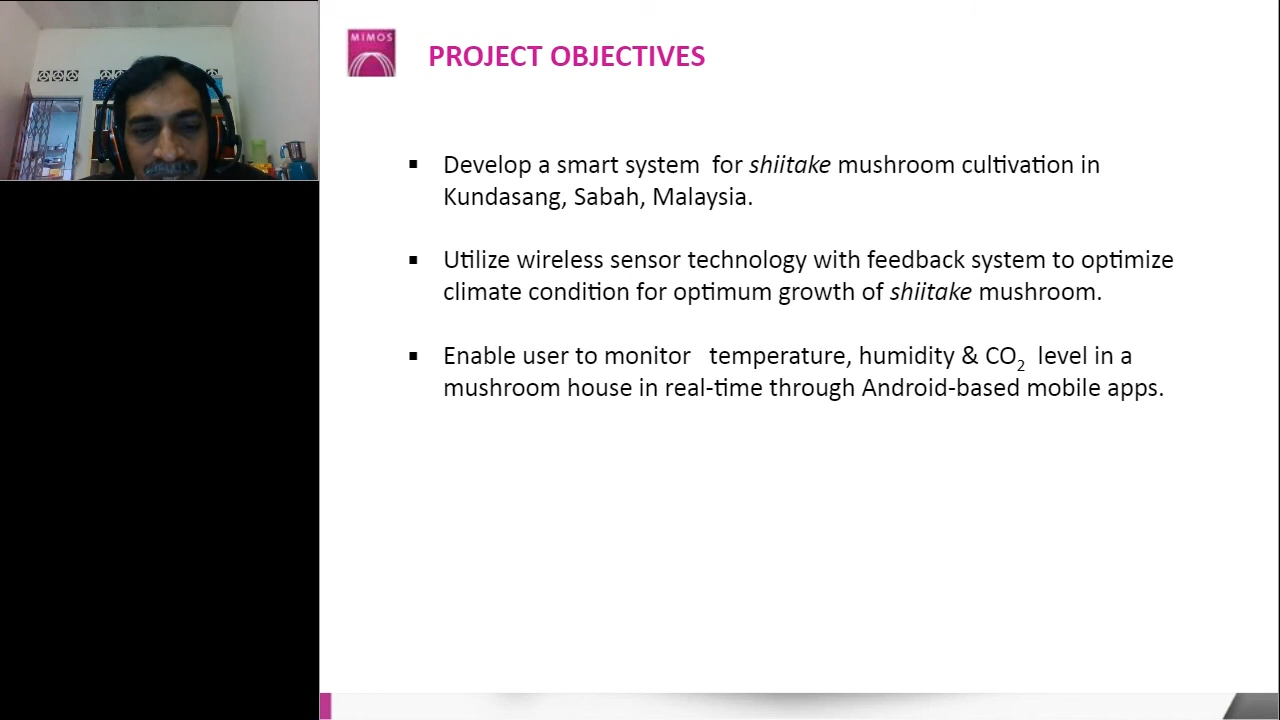 MIMOS
PROJECT OBJECTIVES
▪ Develop a smart system for shiitake mushroom cultivation in
Kundasang, Sabah, Malaysia.
▪ Utilize wireless sensor technology with feedback system to optimize
climate condition for optimum growth of shiitake mushroom.
▪ Enable user to monitor temperature, humidity & CO₂ level in a
mushroom house in real-time through Android-based mobile apps.